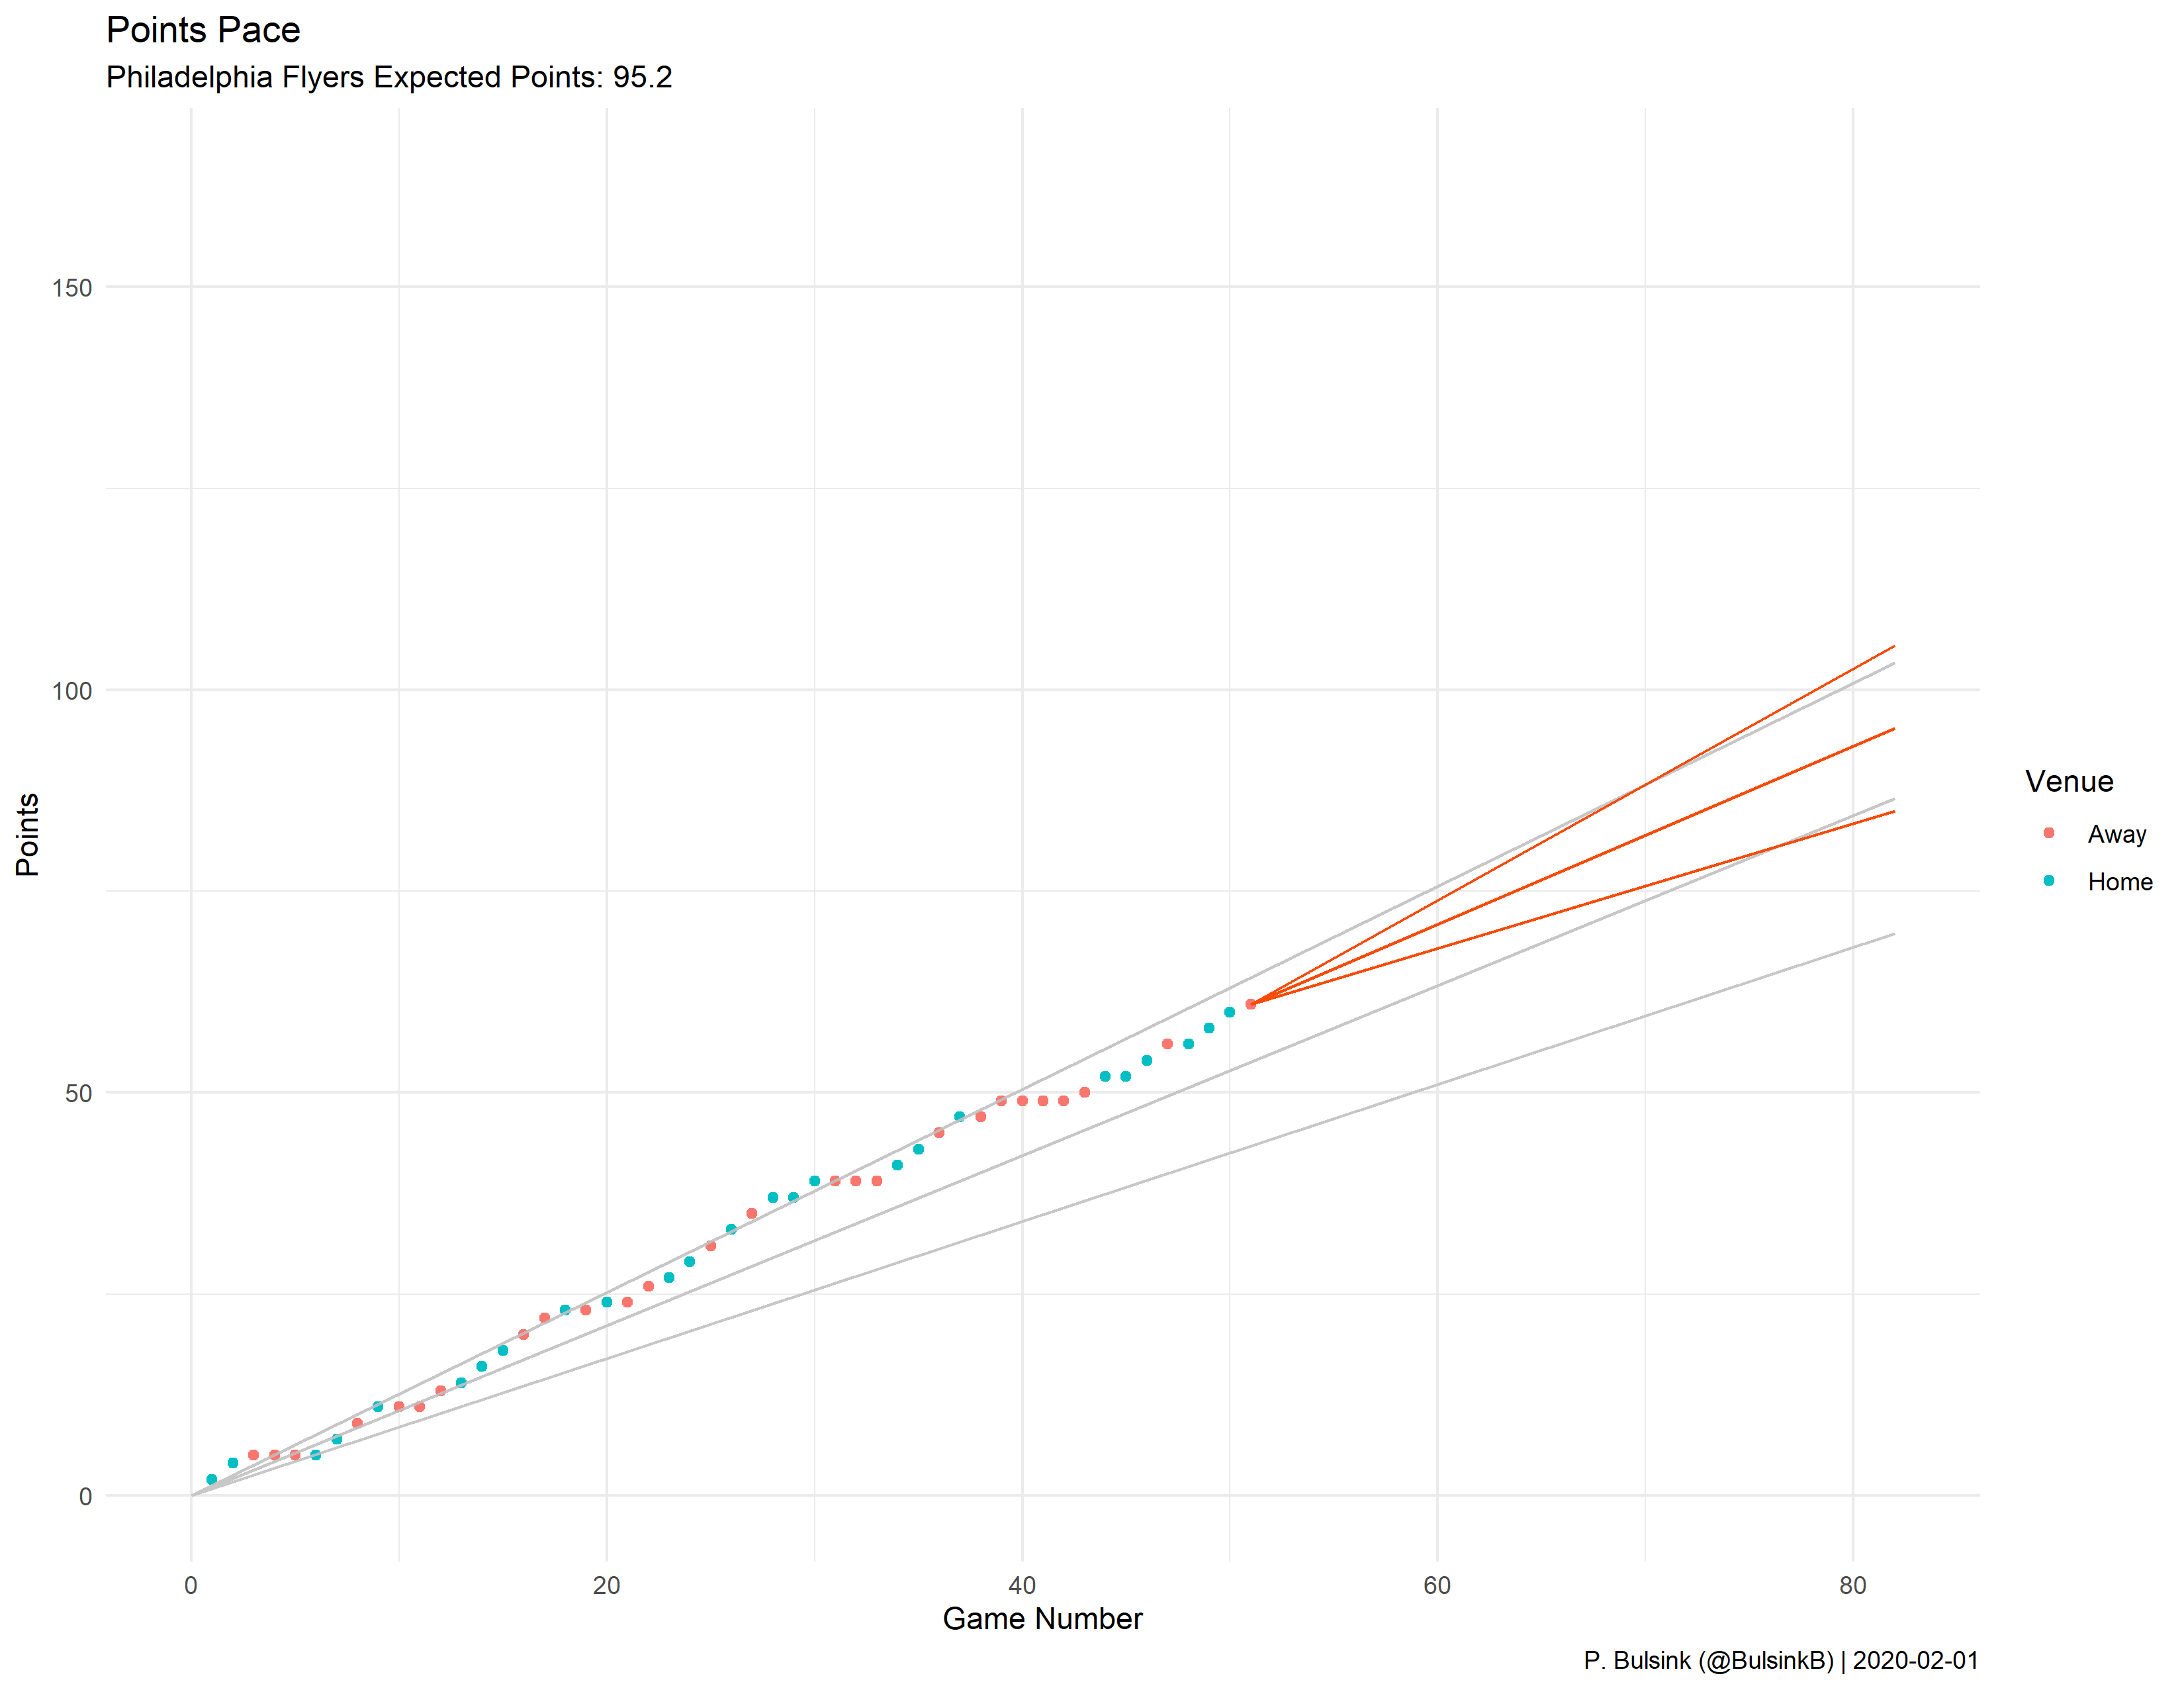 Points Pace
Philadelphia Flyers Expected Points: 95.2
150
100
50
0
Points
0 20 40 60 80
Game Number
Venue
Away
Home
P. Bulsink (@BulsinkB) | 2020-02-01